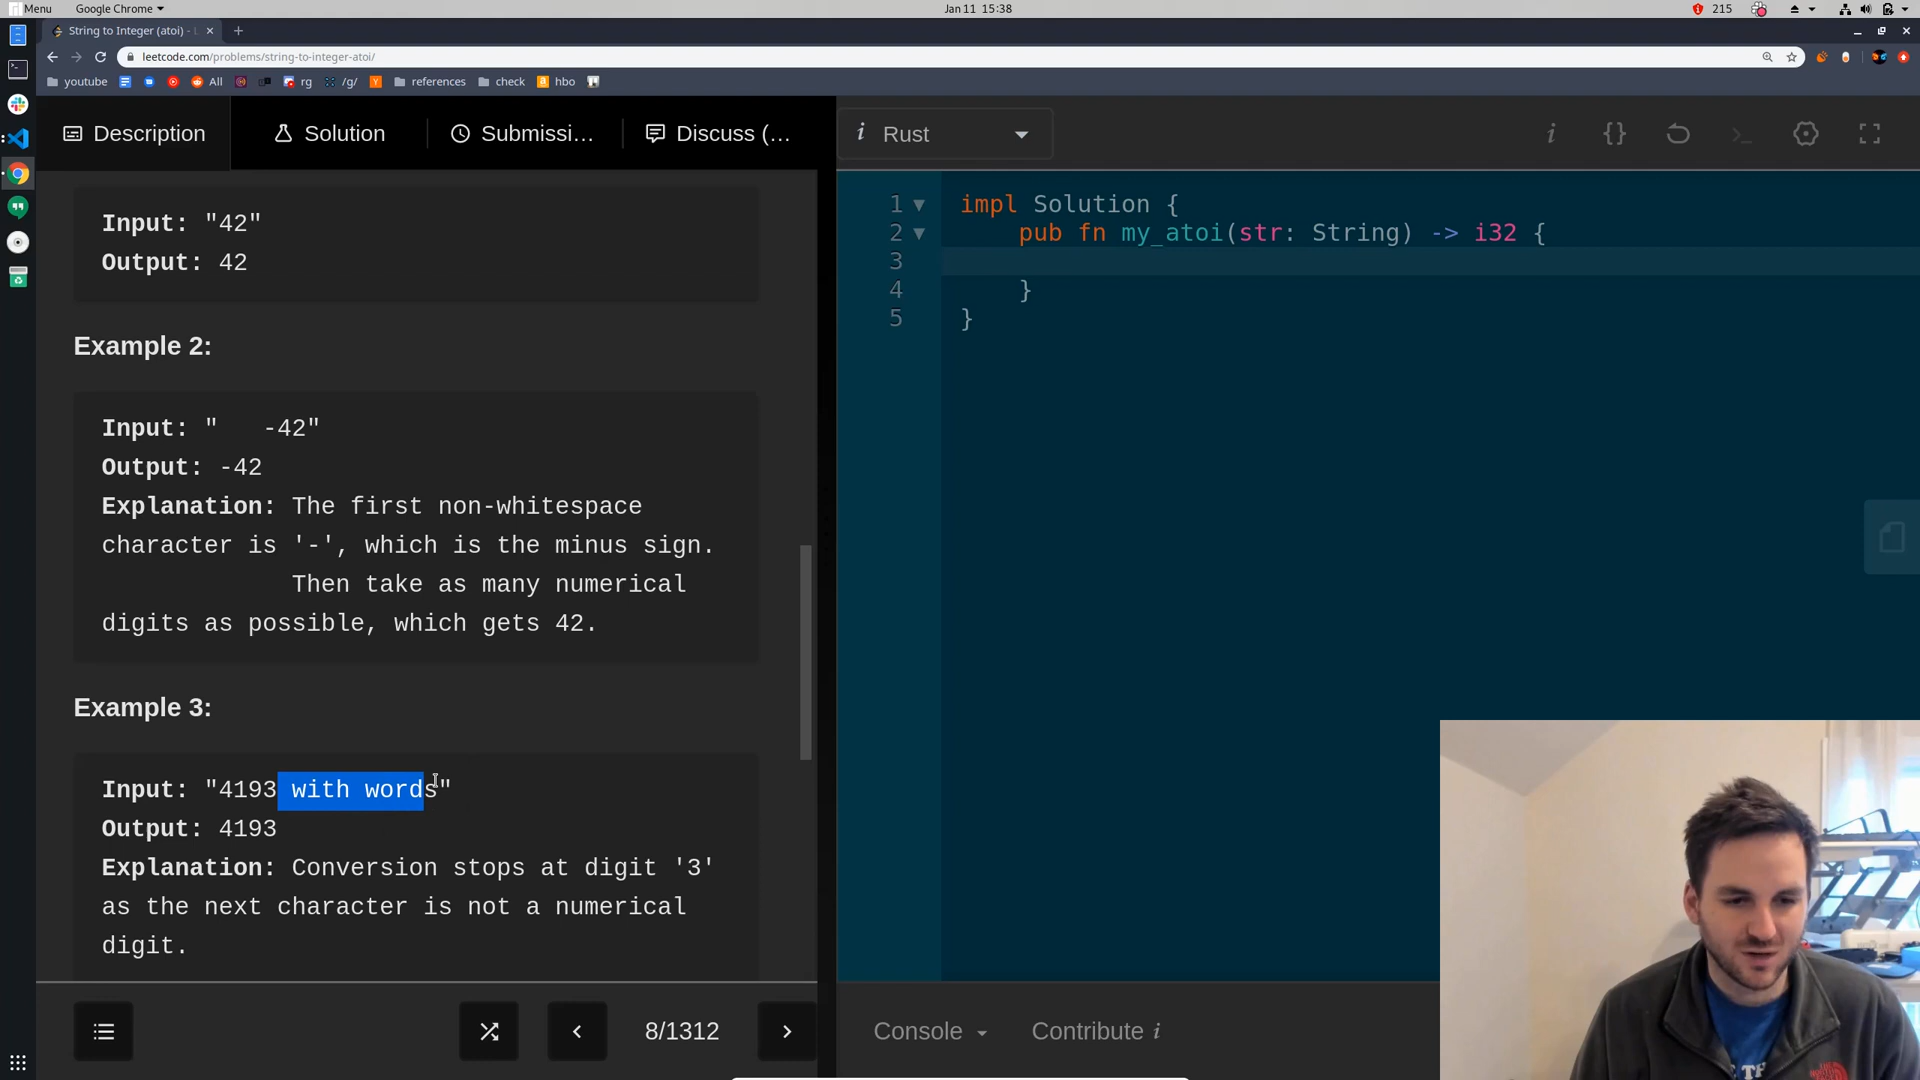 Menu
Google Chrome
Jan 11 15:38
215
String to Integer (atoi) - L
leetcode.com/problems/string-to-integer-atoi/
youtube
All
rg
/g/
references
check
hbo
Description
Solution
Submissi...
Discuss (...
i Rust
Input: "42"
Output: 42
Example 2:
Input: "   -42"
Output: -42
Explanation: The first non-whitespace
character is '-', which is the minus sign.
Then take as many numerical
digits as possible, which gets 42.
Example 3:
Input: "4193 with words"
Output: 4193
Explanation: Conversion stops at digit '3'
as the next character is not a numerical
digit.
8/1312
1 impl Solution {
2 pub fn my_atoi(str: String) -> i32 {
3
4 }
5 }
Console
Contribute i